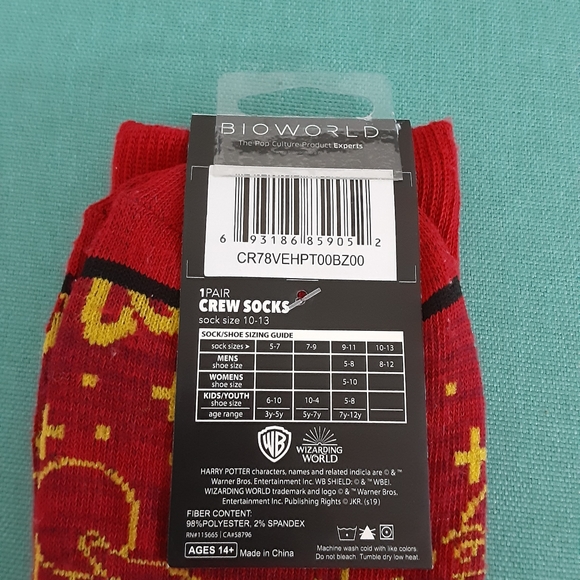 BIOWORLD
The Pop Culture Product Experts
6 93186 85905 2
CR78VEHPT00BZ00
1PAIR
CREW SOCKS
sock size 10-13
SOCK/SHOE SIZING GUIDE
sock sizes ➤ 5-7 7-9 9-11 10-13
MENS shoe size 5-8 8-12
WOMENS shoe size 5-10
KIDS/YOUTH shoe size 6-10 10-4 5-8
age range 3y-5y 5y-7y 7y-12y
WB WIZARDING WORLD
HARRY POTTER characters, names and related indicia are © & ™
Warner Bros. Entertainment Inc. WB SHIELD: © & ™ WBEI.
WIZARDING WORLD trademark and logo © & ™ Warner Bros.
Entertainment Inc. Publishing Rights © JKR. (s19)
FIBER CONTENT:
98%POLYESTER, 2% SPANDEX
RN#115665 | CA#58796
AGES 14+ Made in China
Machine wash cold with like colors.
Do not bleach. Tumble dry low heat.